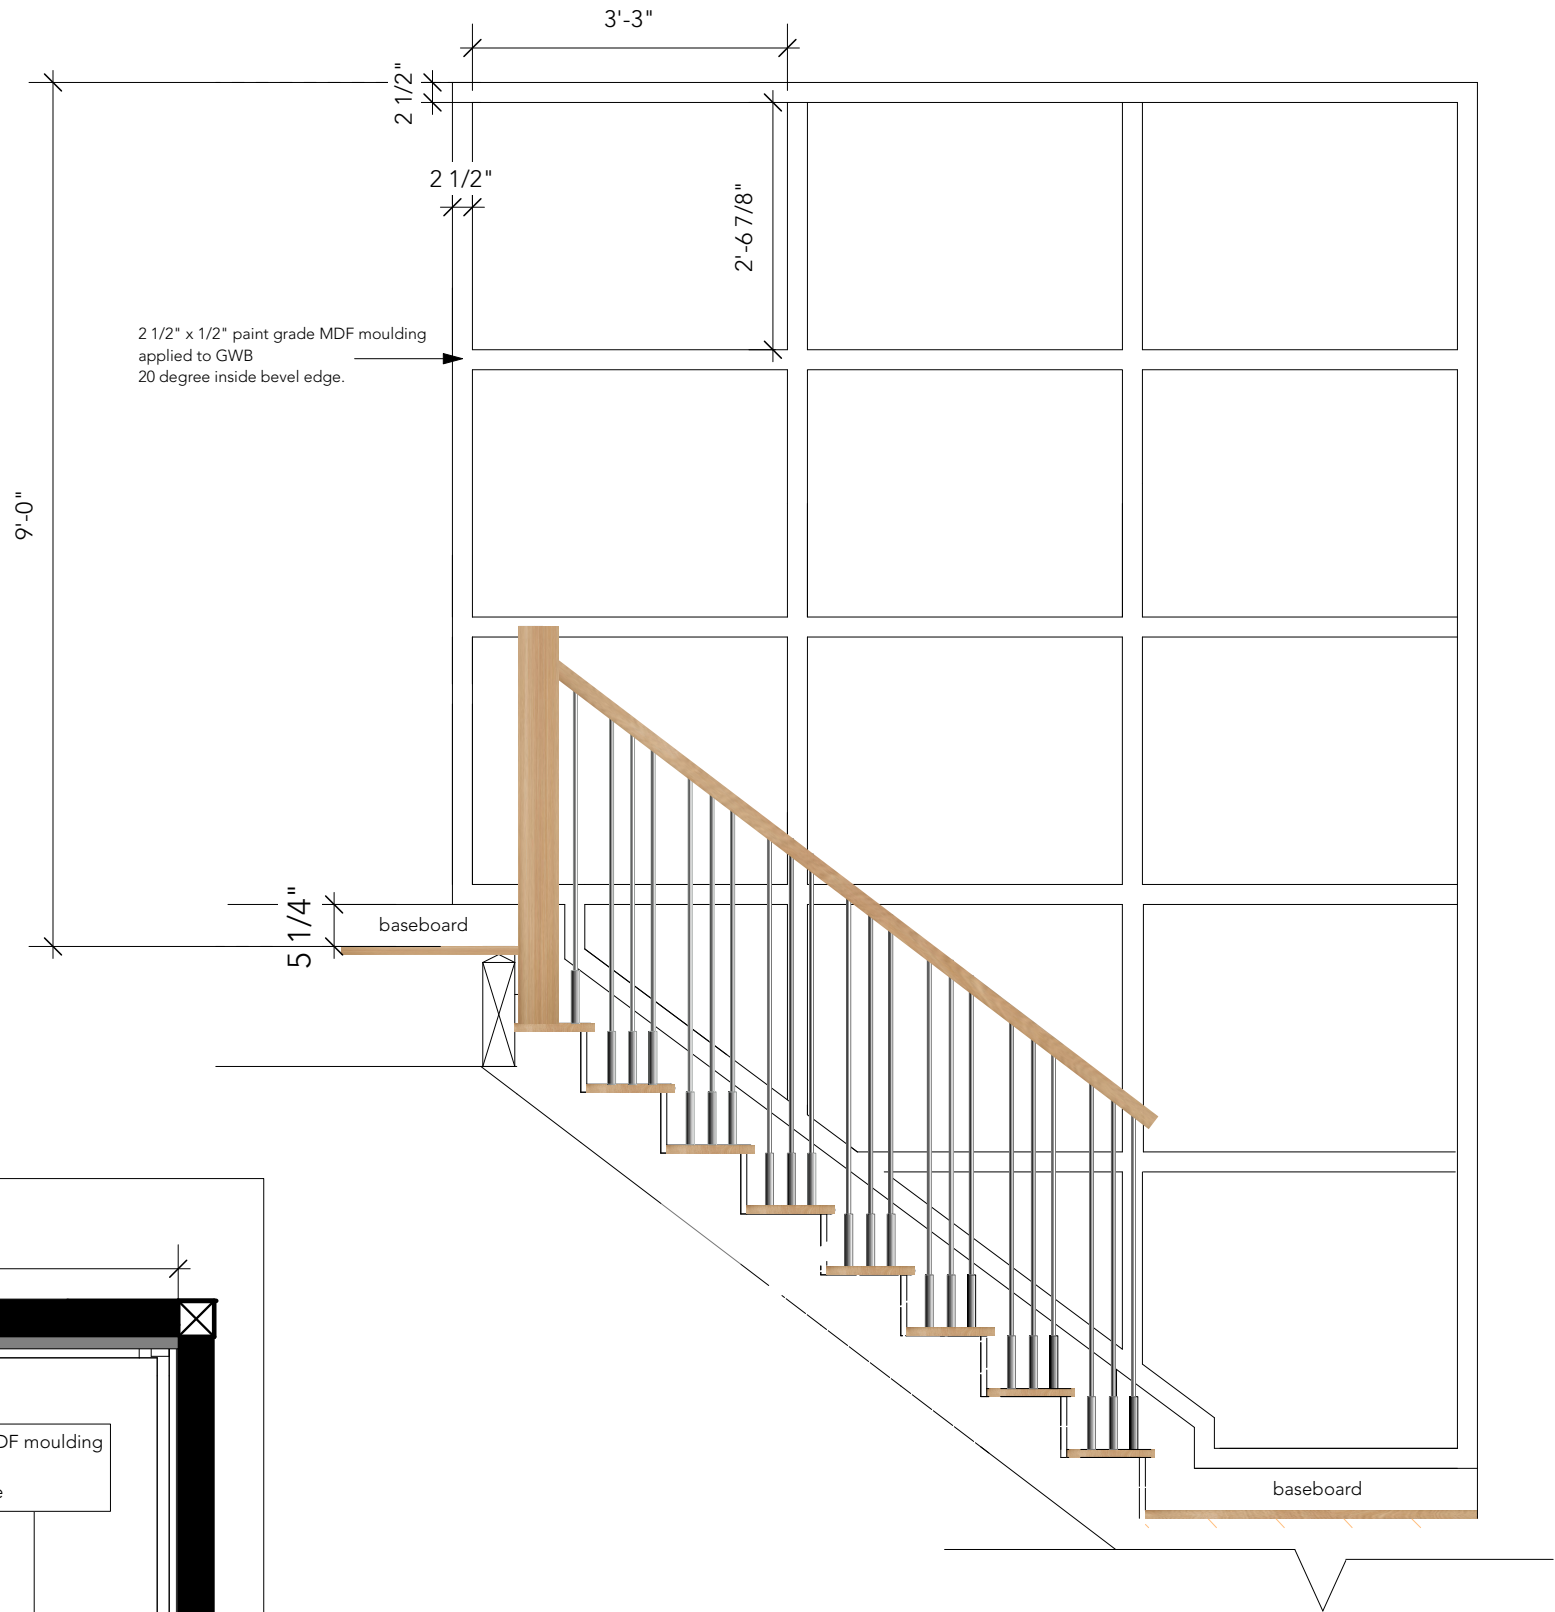 3'-3"
2 1/2"
2 1/2"
2'-6 7/8"
2 1/2" x 1/2" paint grade MDF moulding
applied to GWB
20 degree inside bevel edge.
9'-0"
5 1/4"
baseboard
DF moulding
e
baseboard